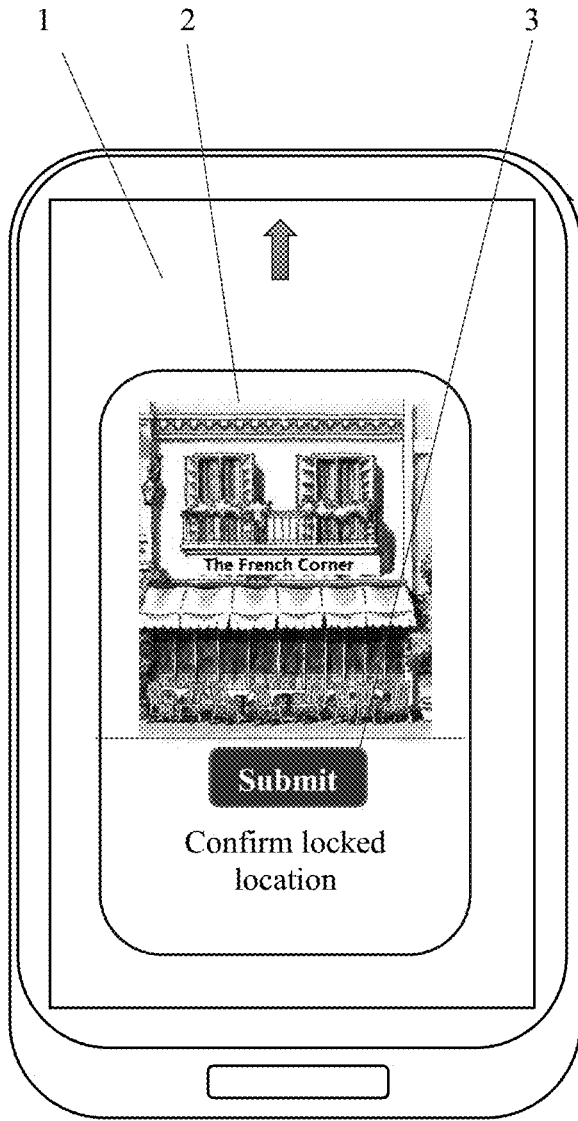 1 2 3
The French Corner
Submit
Confirm locked
location